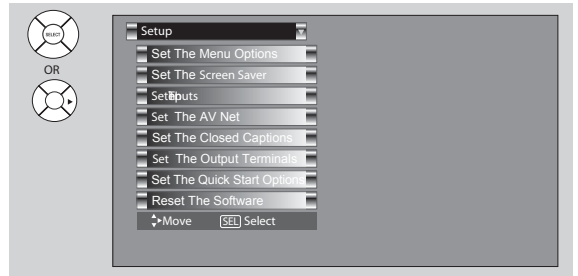 SELECT
OR
Setup
Set The Menu Options
Set The Screen Saver
Set puts
Set The AV Net
Set The Closed Captions
Set The Output Terminals
Set The Quick Start Options
Reset The Software
Move SEL Select